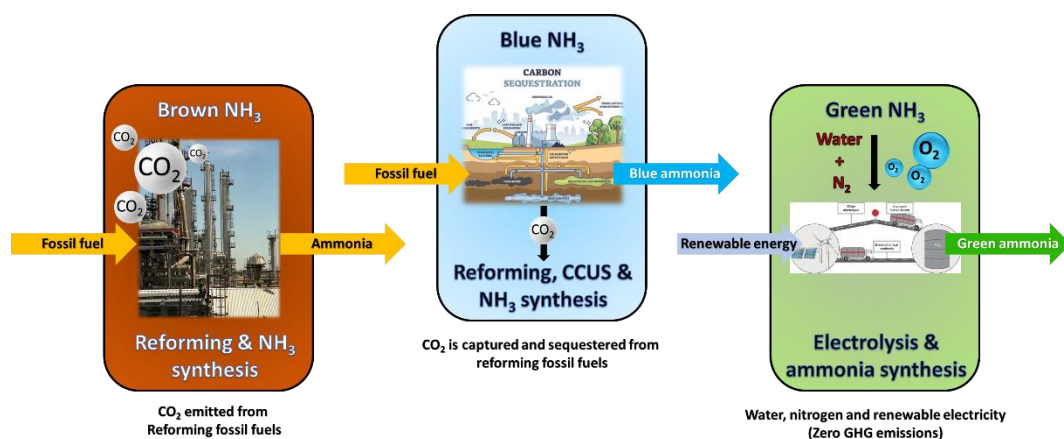 Brown NH₃
CO₂
CO₂
CO₂
CO₂
Fossil fuel
Ammonia
Reforming & NH₃
synthesis
CO₂ emitted from
Reforming fossil fuels
Blue NH₃
CARBON
SEQUESTRATION
Fossil fuel
Blue ammonia
CO₂
Reforming, CCUS &
NH₃ synthesis
CO₂ is captured and sequestered from
reforming fossil fuels
Green NH₃
Water
+
N₂
O₂
O₂
O₂
Renewable energy
Green ammonia
Electrolysis &
ammonia synthesis
Water, nitrogen and renewable electricity
(Zero GHG emissions)